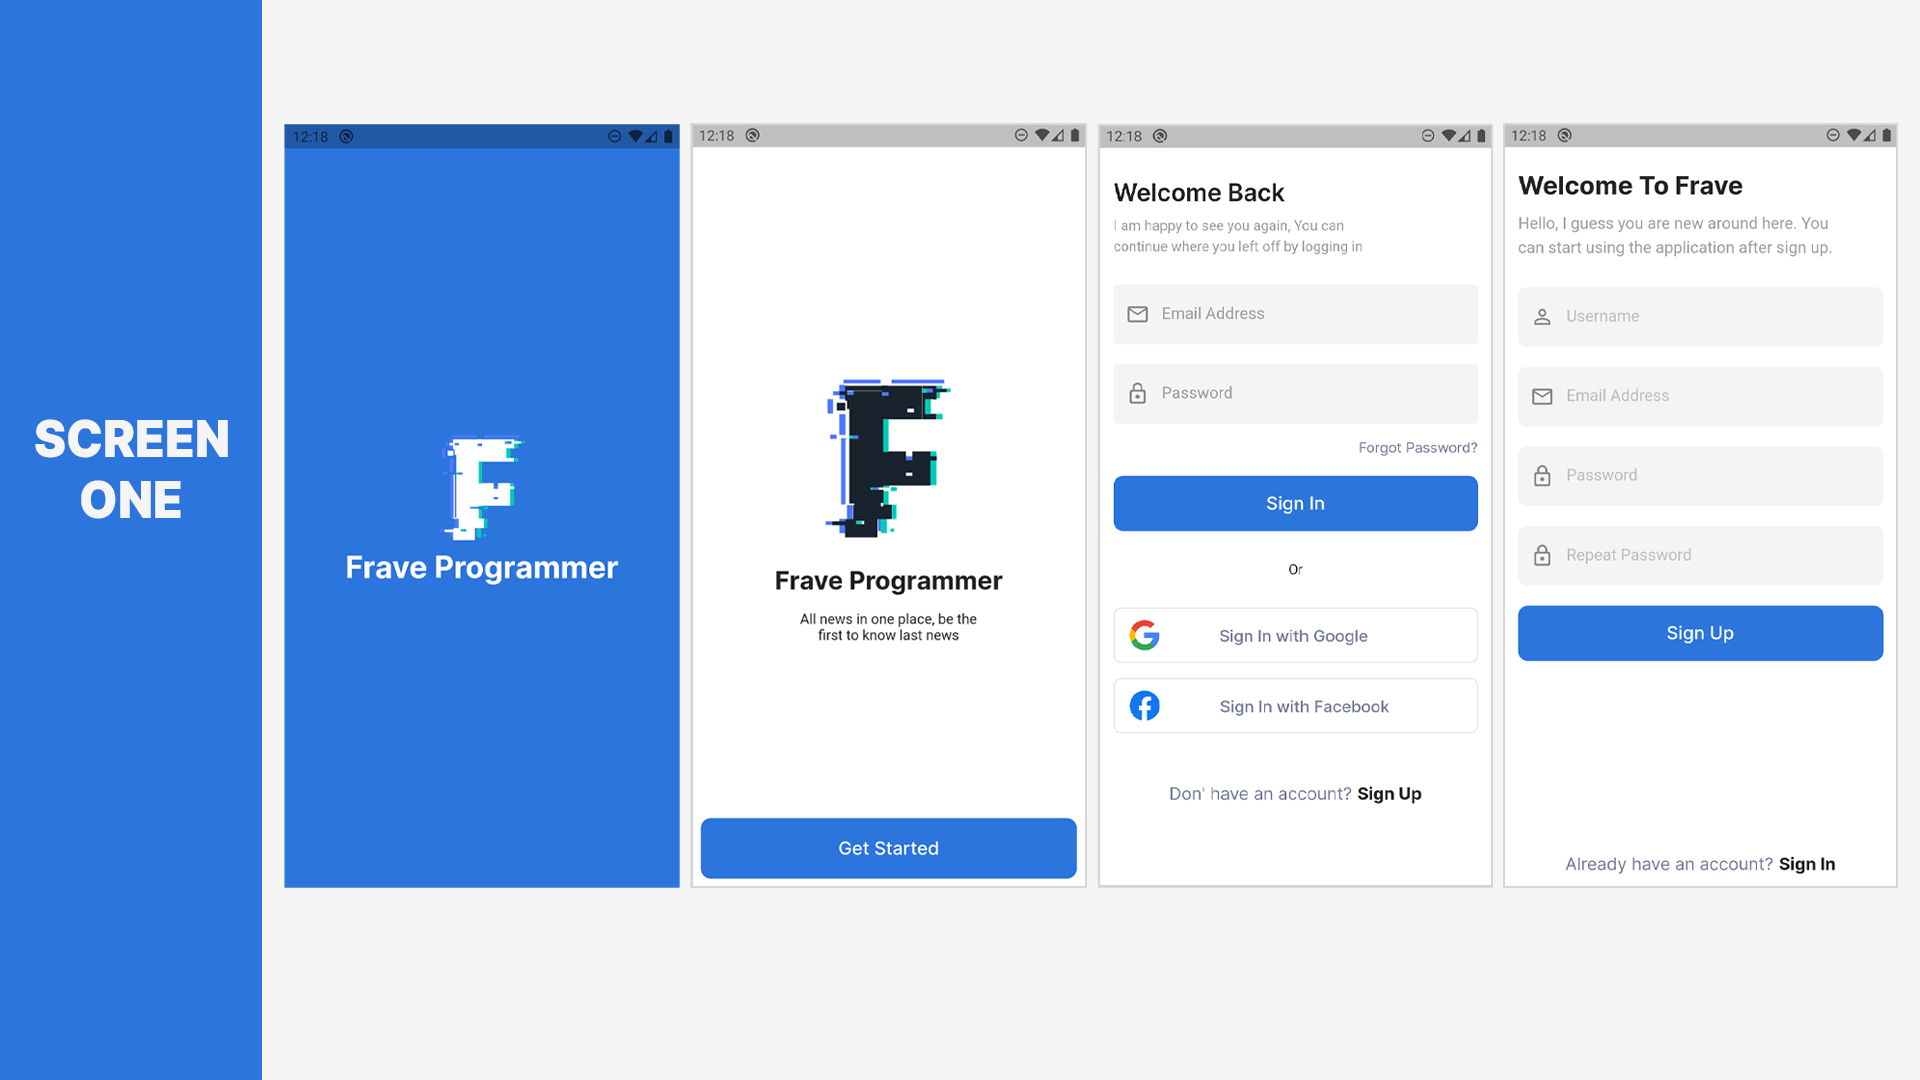 SCREEN
ONE
12:18
Frave Programmer
12:18
Frave Programmer
All news in one place, be the
first to know last news
Get Started
12:18
Welcome Back
I am happy to see you again, You can
continue where you left off by logging in
Email Address
Password
Forgot Password?
Sign In
Or
Sign In with Google
Sign In with Facebook
Don' have an account? Sign Up
12:18
Welcome To Frave
Hello, I guess you are new around here. You
can start using the application after sign up.
Username
Email Address
Password
Repeat Password
Sign Up
Already have an account? Sign In